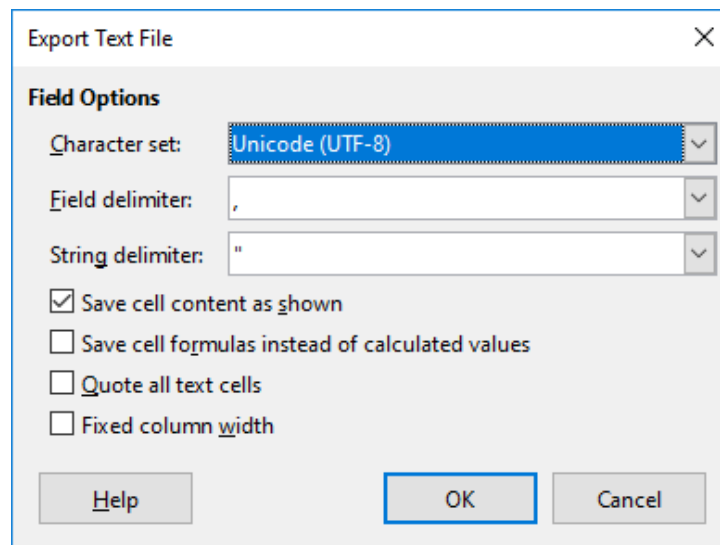 Export Text File
Field Options
Character set: Unicode (UTF-8)
Field delimiter: ,
String delimiter: "
Save cell content as shown
Save cell formulas instead of calculated values
Quote all text cells
Fixed column width
Help OK Cancel